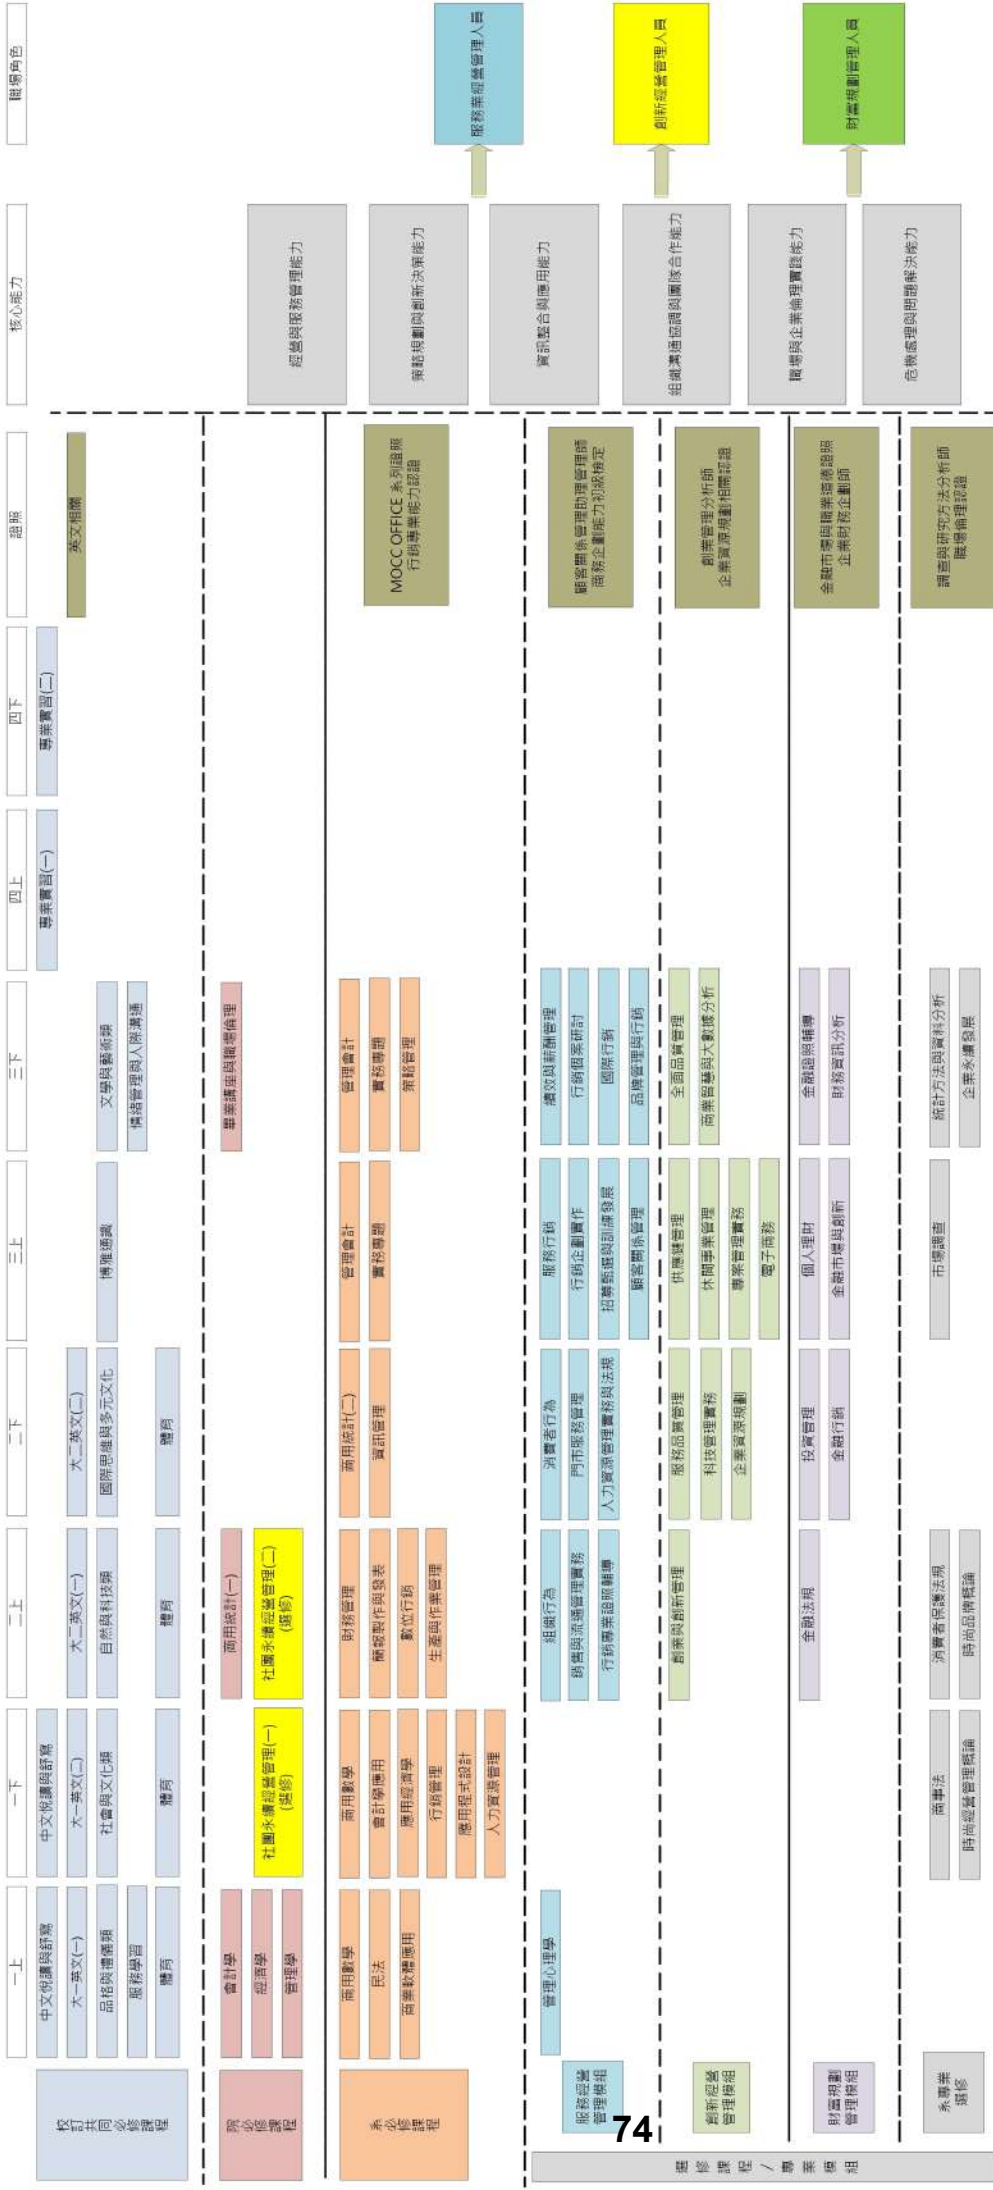 一上
一下
二上
二下
三上
三下
四上
四下
證照
核心能力
職場角色
校訂共同必修課程
中文悅讀與舒寫
中文悅讀與舒寫
專業實習(一)
專業實習(二)
大一英文(一)
大一英文(二)
大二英文(一)
大二英文(二)
英文相關
品格與禮儀類
社會與文化類
自然與科技類
國際思維與多元文化
博雅通識
文學與藝術類
服務學習
情緒管理與人際溝通
體育
體育
體育
體育
院必修課程
會計學
商用統計(一)
畢業講座與職場倫理
經濟學
社團永續經營管理(一)
(選修)
社團永續經營管理(二)
(選修)
管理學
系必修課程
商用數學
商用數學
財務管理
商用統計(二)
管理會計
管理會計
民法
會計學應用
簡報製作與發表
資訊管理
實務專題
實務專題
商業軟體應用
應用經濟學
數位行銷
策略管理
行銷管理
生產與作業管理
應用程式設計
人力資源管理
MOCC OFFICE 系列證照
行銷專業能力認證
選修課程/專業模組
服務經營
管理模組
管理心理學
組織行為
消費者行為
服務行銷
績效與薪酬管理
銷售與流通管理實務
門市服務管理
行銷企劃實作
行銷個案研討
行銷專業證照輔導
人力資源管理實務與法規
招募甄選與訓練發展
國際行銷
顧客關係管理
品牌管理與行銷
顧客關係管理助理管理師
商務企劃能力初級檢定
創新經營
管理模組
創業與創新管理
服務品質管理
供應鏈管理
全面品質管理
科技管理實務
休閒事業管理
商業智慧與大數據分析
企業資源規劃
專案管理實務
電子商務
創業管理分析師
企業資源規劃相關認證
財富規劃
管理模組
金融法規
投資管理
個人理財
金融證照輔導
金融行銷
金融市場與創新
財務資訊分析
金融市場與職業道德證照
企業財務企劃師
系專業
選修
商事法
消費者保護法規
市場調查
統計方法與資料分析
時尚經營管理概論
時尚品牌概論
企業永續發展
調查與研究方法分析師
職場倫理認證
經營與服務管理能力
策略規劃與創新決策能力
資訊整合與應用能力
組織溝通協調與團隊合作能力
職場與企業倫理實踐能力
危機處理與問題解決能力
服務業經營管理人員
創新經營管理人員
財富規劃管理人員
74